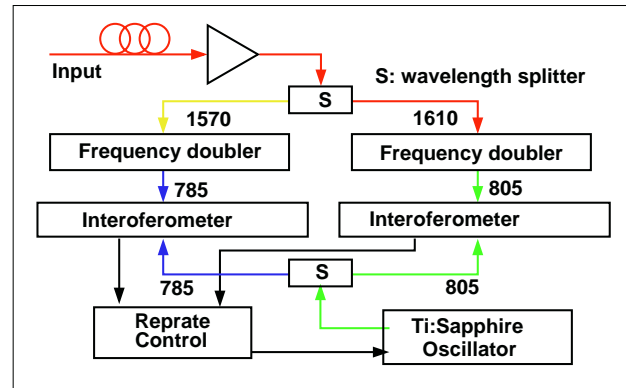 Input
S: wavelength splitter
S
1570
1610
Frequency doubler
Frequency doubler
785
805
Interoferometer
Interoferometer
S
785
805
Reprate
Control
Ti:Sapphire
Oscillator